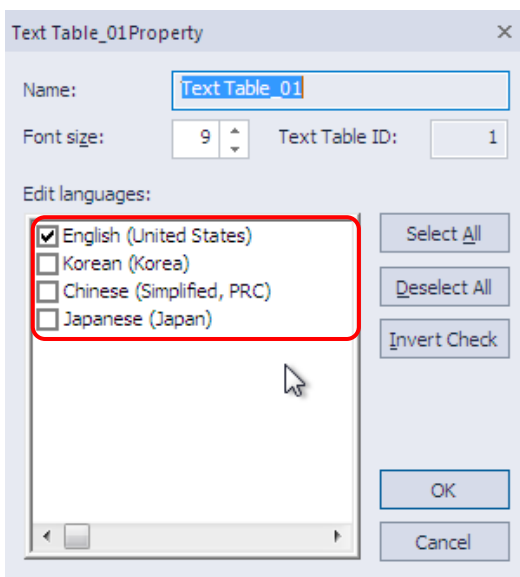 Text Table_01Property
Name: Text Table_01
Font size: 9 Text Table ID: 1
Edit languages:
English (United States)
Korean (Korea)
Chinese (Simplified, PRC)
Japanese (Japan)
Select All
Deselect All
Invert Check
OK
Cancel